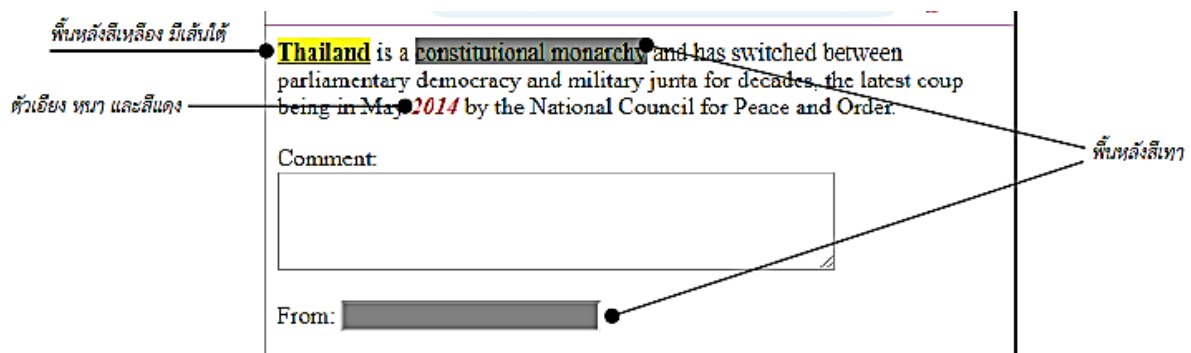 พื้นหลังสีเหลือง มีเส้นใต้
Thailand is a constitutional monarchy and has switched between
parliamentary democracy and military junta for decades, the latest coup
ตัวเอียง หนา และสีแดง
being in May 2014 by the National Council for Peace and Order.
พื้นหลังสีเทา
Comment:
From: